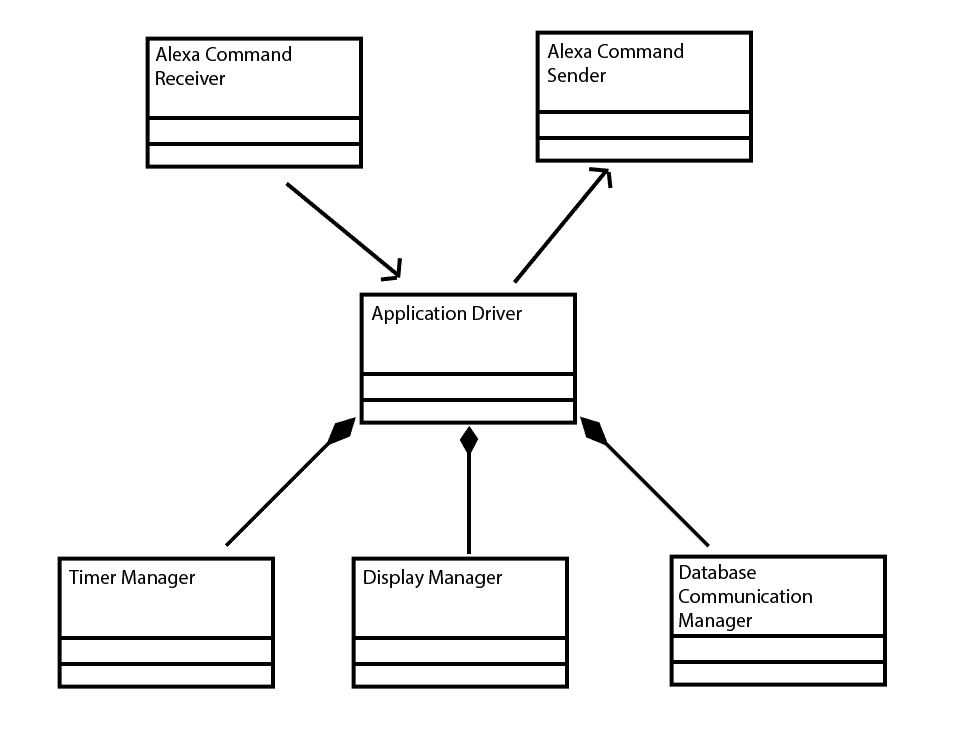 Alexa Command
Receiver
Alexa Command
Sender
Application Driver
Timer Manager
Display Manager
Database
Communication
Manager